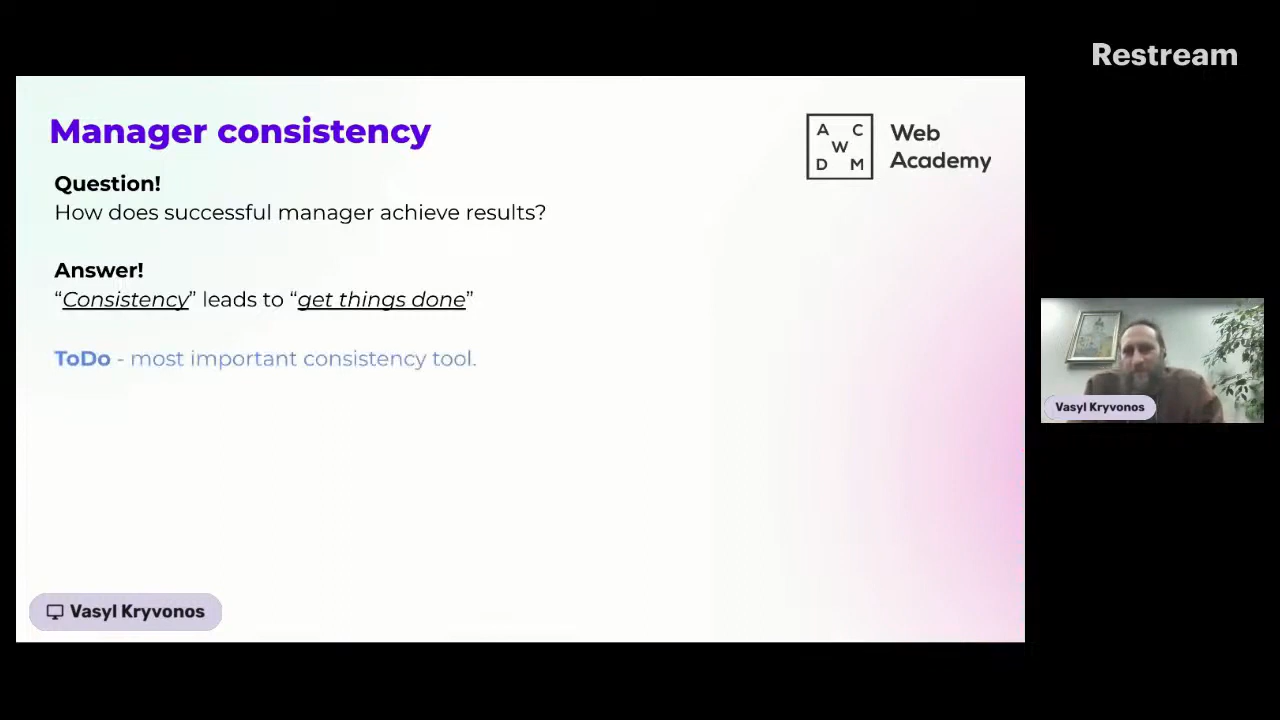 Restream
Manager consistency
A C
W
D M
Web
Academy
Question!
How does successful manager achieve results?
Answer!
“Consistency” leads to “get things done”
ToDo - most important consistency tool.
Vasyl Kryvonos
Vasyl Kryvonos